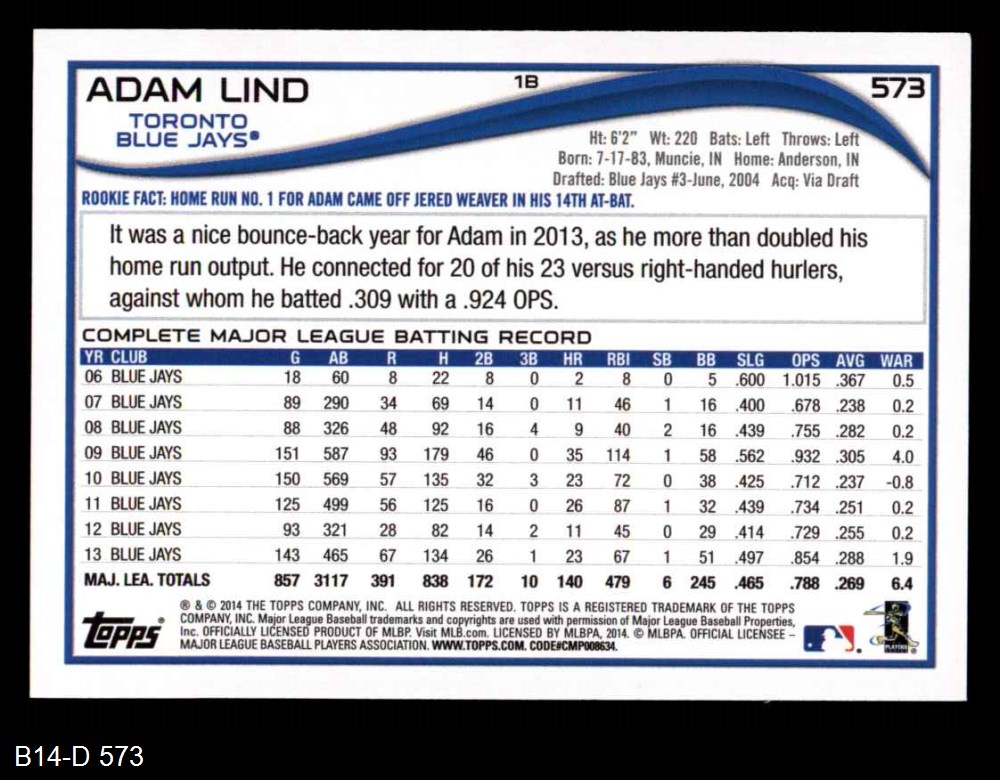 ADAM LIND 1B 573
TORONTO
BLUE JAYS®
Ht: 6'2" Wt: 220 Bats: Left Throws: Left
Born: 7-17-83, Muncie, IN Home: Anderson, IN
Drafted: Blue Jays #3-June, 2004 Acq: Via Draft
ROOKIE FACT: HOME RUN NO. 1 FOR ADAM CAME OFF JERED WEAVER IN HIS 14TH AT-BAT.
It was a nice bounce-back year for Adam in 2013, as he more than doubled his
home run output. He connected for 20 of his 23 versus right-handed hurlers,
against whom he batted .309 with a .924 OPS.
COMPLETE MAJOR LEAGUE BATTING RECORD
YR CLUB G AB R H 2B 3B HR RBI SB BB SLG OPS AVG WAR
06 BLUE JAYS 18 60 8 22 8 0 2 8 0 5 .600 1.015 .367 0.5
07 BLUE JAYS 89 290 34 69 14 0 11 46 1 16 .400 .678 .238 0.2
08 BLUE JAYS 88 326 48 92 16 4 9 40 2 16 .439 .755 .282 0.2
09 BLUE JAYS 151 587 93 179 46 0 35 114 1 58 .562 .932 .305 4.0
10 BLUE JAYS 150 569 57 135 32 3 23 72 0 38 .425 .712 .237 -0.8
11 BLUE JAYS 125 499 56 125 16 0 26 87 1 32 .439 .734 .251 0.2
12 BLUE JAYS 93 321 28 82 14 2 11 45 0 29 .414 .729 .255 0.2
13 BLUE JAYS 143 465 67 134 26 1 23 67 1 51 .497 .854 .288 1.9
MAJ. LEA. TOTALS 857 3117 391 838 172 10 140 479 6 245 .465 .788 .269 6.4
topps®
® & © 2014 THE TOPPS COMPANY, INC. ALL RIGHTS RESERVED. TOPPS IS A REGISTERED TRADEMARK OF THE TOPPS
COMPANY, INC. Major League Baseball trademarks and copyrights are used with permission of Major League Baseball Properties,
Inc. OFFICIALLY LICENSED PRODUCT OF MLBP. Visit MLB.com. LICENSED BY MLBPA, 2014. © MLBPA. OFFICIAL LICENSEE –
MAJOR LEAGUE BASEBALL PLAYERS ASSOCIATION. WWW.TOPPS.COM. CODE#CMP008634.
B14-D 573